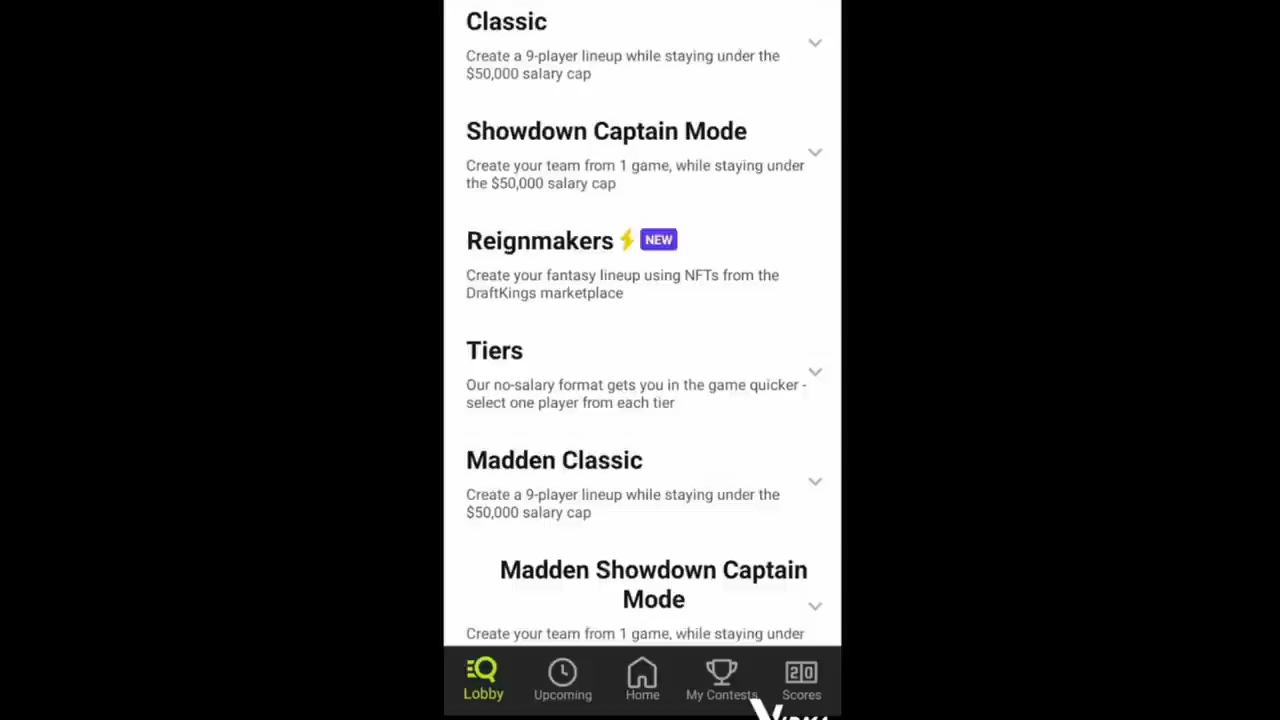 Classic
Create a 9-player lineup while staying under the
$50,000 salary cap
Showdown Captain Mode
Create your team from 1 game, while staying under
the $50,000 salary cap
Reignmakers NEW
Create your fantasy lineup using NFTs from the
DraftKings marketplace
Tiers
Our no-salary format gets you in the game quicker -
select one player from each tier
Madden Classic
Create a 9-player lineup while staying under the
$50,000 salary cap
Madden Showdown Captain
Mode
Create your team from 1 game, while staying under
20
Lobby Upcoming Home My Contests Scores